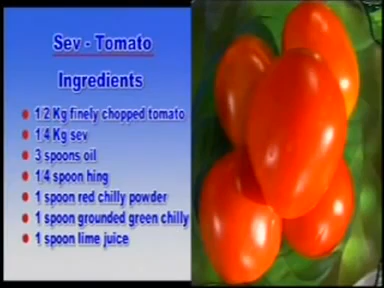 Sev - Tomato
Ingredients
1/2 Kg finely chopped tomato
1/4 Kg sev
3 spoons oil
1/4 spoon hing
1 spoon red chilly powder
1 spoon grounded green chilly
1 spoon lime juice